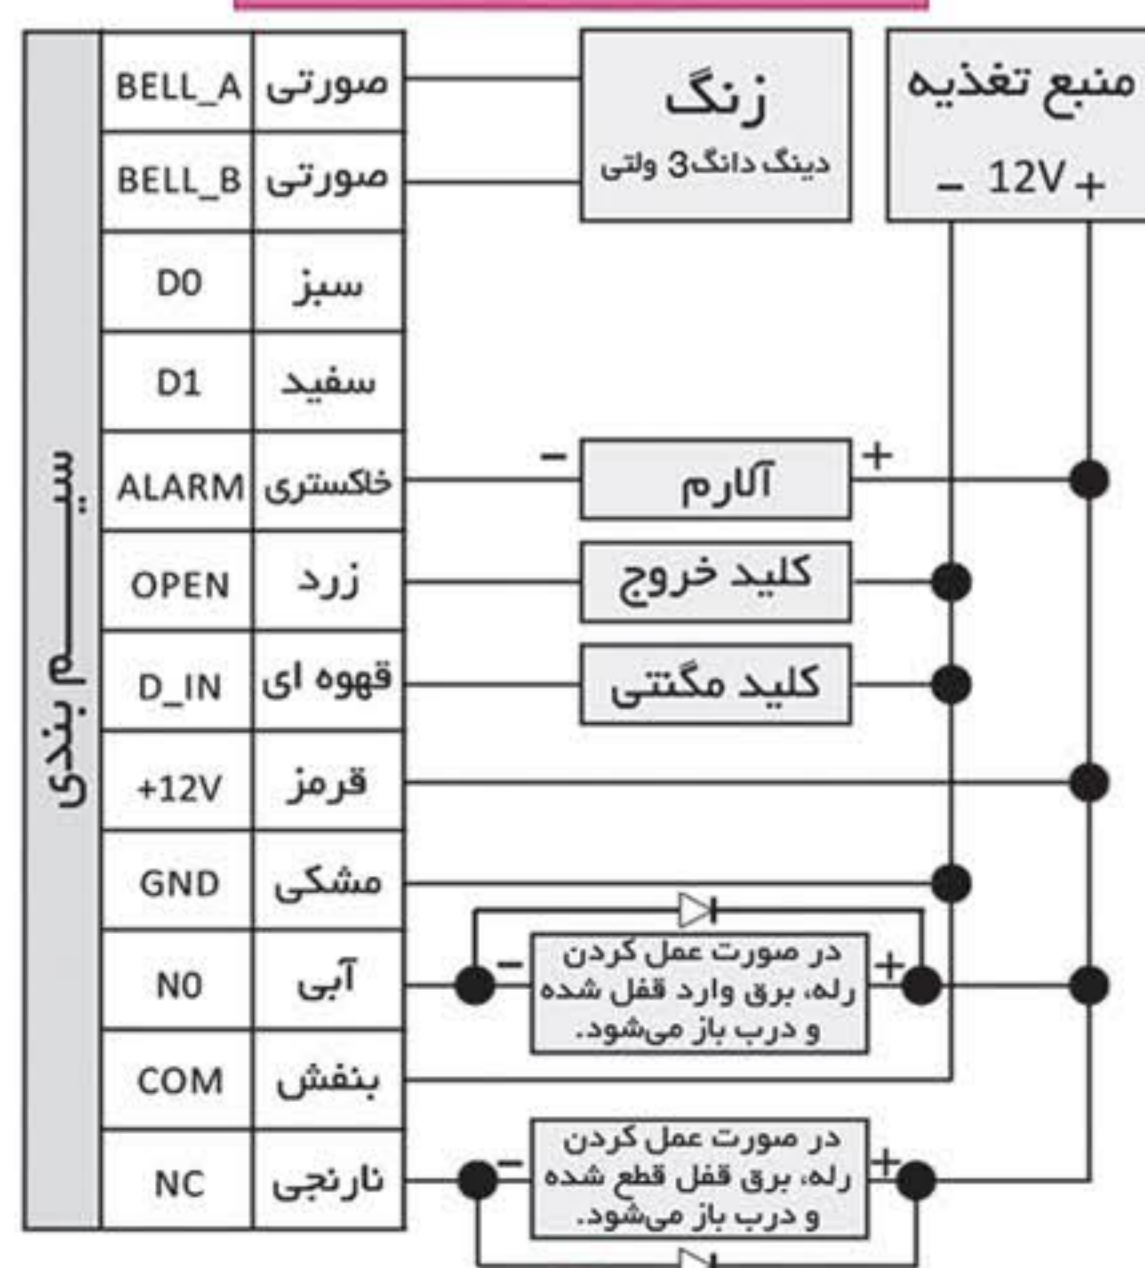 سیم بندی
BELL_A صورتی
BELL_B صورتی
D0 سبز
D1 سفید
ALARM خاکستری
OPEN زرد
D_IN قهوه ای
+12V قرمز
GND مشکی
N0 آبی
COM بنفش
NC نارنجی
زنگ
دینگ دانگ3 ولتی
منبع تغذیه
- 12V +
- آلارم +
کلید خروج
کلید مگنتی
- +
در صورت عمل کردن
رله، برق وارد قفل شده
و درب باز می‌شود.
- +
در صورت عمل کردن
رله، برق قفل قطع شده
و درب باز می‌شود.